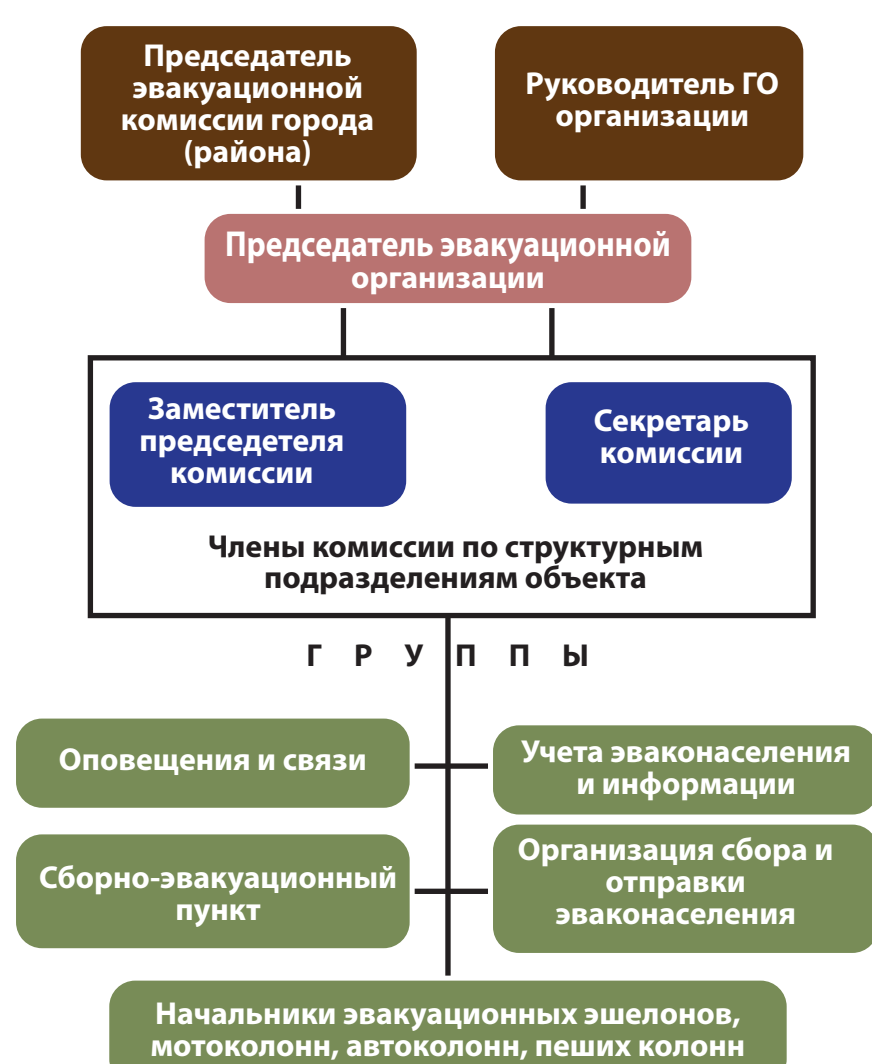 Председатель
эвакуационной
комиссии города
(района)
Руководитель ГО
организации
Председатель эвакуационной
организации
Заместитель
председетеля
комиссии
Секретарь
комиссии
Члены комиссии по структурным
подразделениям объекта
Г Р У П П Ы
Оповещения и связи
Учета эваконаселения
и информации
Сборно-эвакуационный
пункт
Организация сбора и
отправки
эваконаселения
Начальники эвакуационных эшелонов,
мотоколонн, автоколонн, пеших колонн